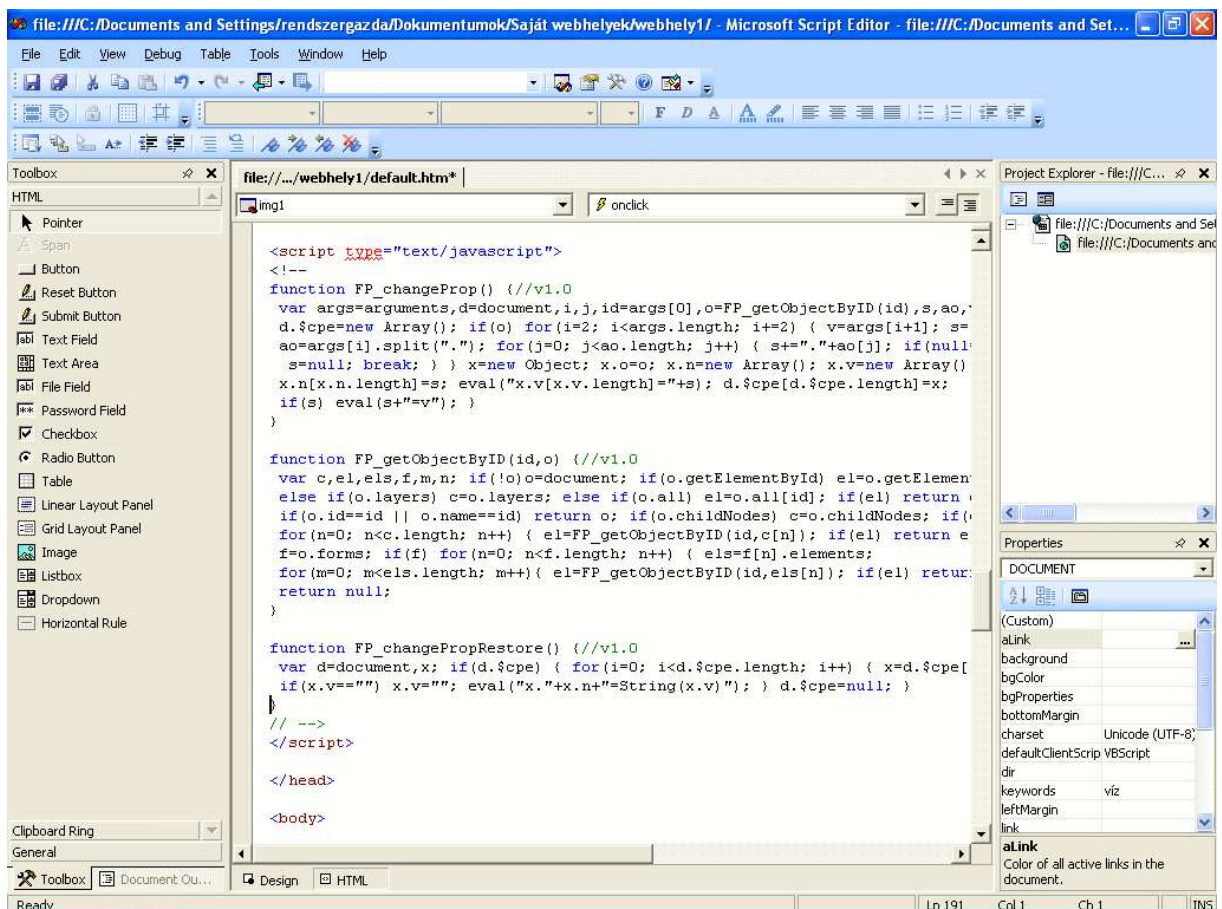 file:///C:/Documents and Settings/rendszergazda/Dokumentumok/Saját webhelyek/webhely1/ - Microsoft Script Editor - file:///C:/Documents and Set...
File Edit View Debug Table Tools Window Help
F D A A
Toolbox
HTML
Pointer
Span
Button
Reset Button
Submit Button
Text Field
Text Area
File Field
Password Field
Checkbox
Radio Button
Table
Linear Layout Panel
Grid Layout Panel
Image
Listbox
Dropdown
Horizontal Rule
Clipboard Ring
General
Toolbox Document Ou...
file://.../webhely1/default.htm*
img1 onclick
<script type="text/javascript">
<!--
function FP_changeProp() {//v1.0
var args=arguments,d=document,i,j,id=args[0],o=FP_getObjectByID(id),s,ao,
d.$cpe=new Array(); if(o) for(i=2; i<args.length; i+=2) { v=args[i+1]; s=
ao=args[i].split("."); for(j=0; j<ao.length; j++) { s+="."+ao[j]; if(null
s=null; break; } } x=new Object; x.o=o; x.n=new Array(); x.v=new Array()
x.n[x.n.length]=s; eval("x.v[x.v.length]="+s); d.$cpe[d.$cpe.length]=x;
if(s) eval(s+"=v"); }
}
function FP_getObjectByID(id,o) {//v1.0
var c,el,els,f,m,n; if(!o)o=document; if(o.getElementById) el=o.getElemen
else if(o.layers) c=o.layers; else if(o.all) el=o.all[id]; if(el) return
if(o.id==id || o.name==id) return o; if(o.childNodes) c=o.childNodes; if(
for(n=0; n<c.length; n++) { el=FP_getObjectByID(id,c[n]); if(el) return e
f=o.forms; if(f) for(n=0; n<f.length; n++) { els=f[n].elements;
for(m=0; m<els.length; m++){ el=FP_getObjectByID(id,els[n]); if(el) retur
return null;
}
function FP_changePropRestore() {//v1.0
var d=document,x; if(d.$cpe) { for(i=0; i<d.$cpe.length; i++) { x=d.$cpe[
if(x.v=="") x.v=""; eval("x."+x.n+"=String(x.v)"); } d.$cpe=null; }
}
// -->
</script>
</head>
<body>
Design HTML
Project Explorer - file:///C...
file:///C:/Documents and Set
file:///C:/Documents and
Properties
DOCUMENT
(Custom)
aLink ...
background
bgColor
bgProperties
bottomMargin
charset Unicode (UTF-8)
defaultClientScrip VBScript
dir
keywords víz
leftMargin
link
aLink
Color of all active links in the
document.
Ready Ln 191 Col 1 Ch 1 INS